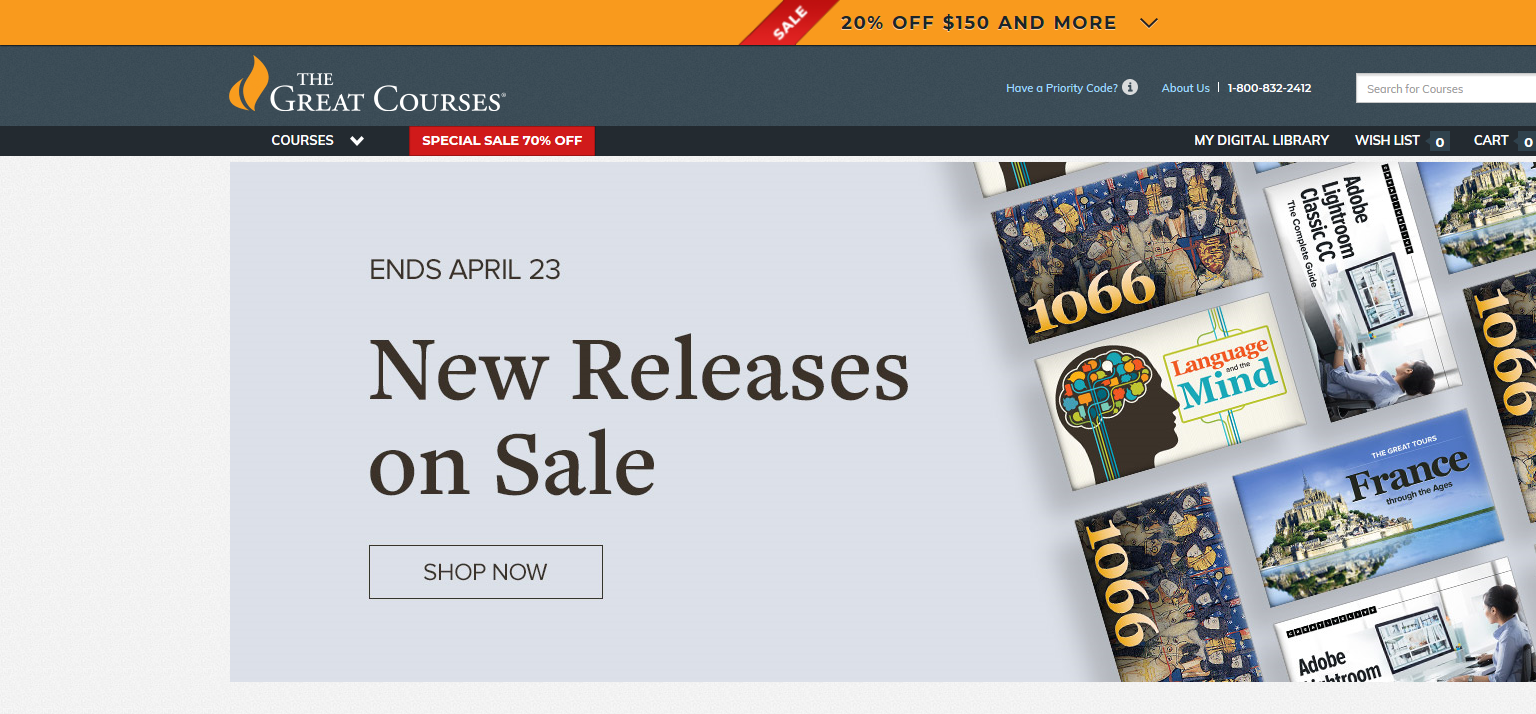 SALE
20% OFF $150 AND MORE
THE
GREAT COURSES®
Have a Priority Code? i
About Us | 1-800-832-2412
Search for Courses
COURSES
SPECIAL SALE 70% OFF
MY DIGITAL LIBRARY
WISH LIST 0
CART 0
ENDS APRIL 23
New Releases
on Sale
SHOP NOW
1066
Adobe
Lightroom
Classic CC
The Complete Guide
Language
and the
Mind
1066
THE GREAT TOURS
France
through the Ages
1066
CREATIVELIVE
Adobe
Lightroom